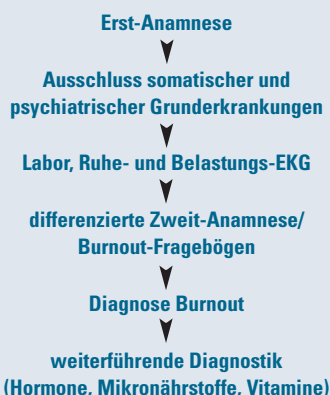 Erst-Anamnese
Ausschluss somatischer und
psychiatrischer Grunderkrankungen
Labor, Ruhe- und Belastungs-EKG
differenzierte Zweit-Anamnese/
Burnout-Fragebögen
Diagnose Burnout
weiterführende Diagnostik
(Hormone, Mikronährstoffe, Vitamine)